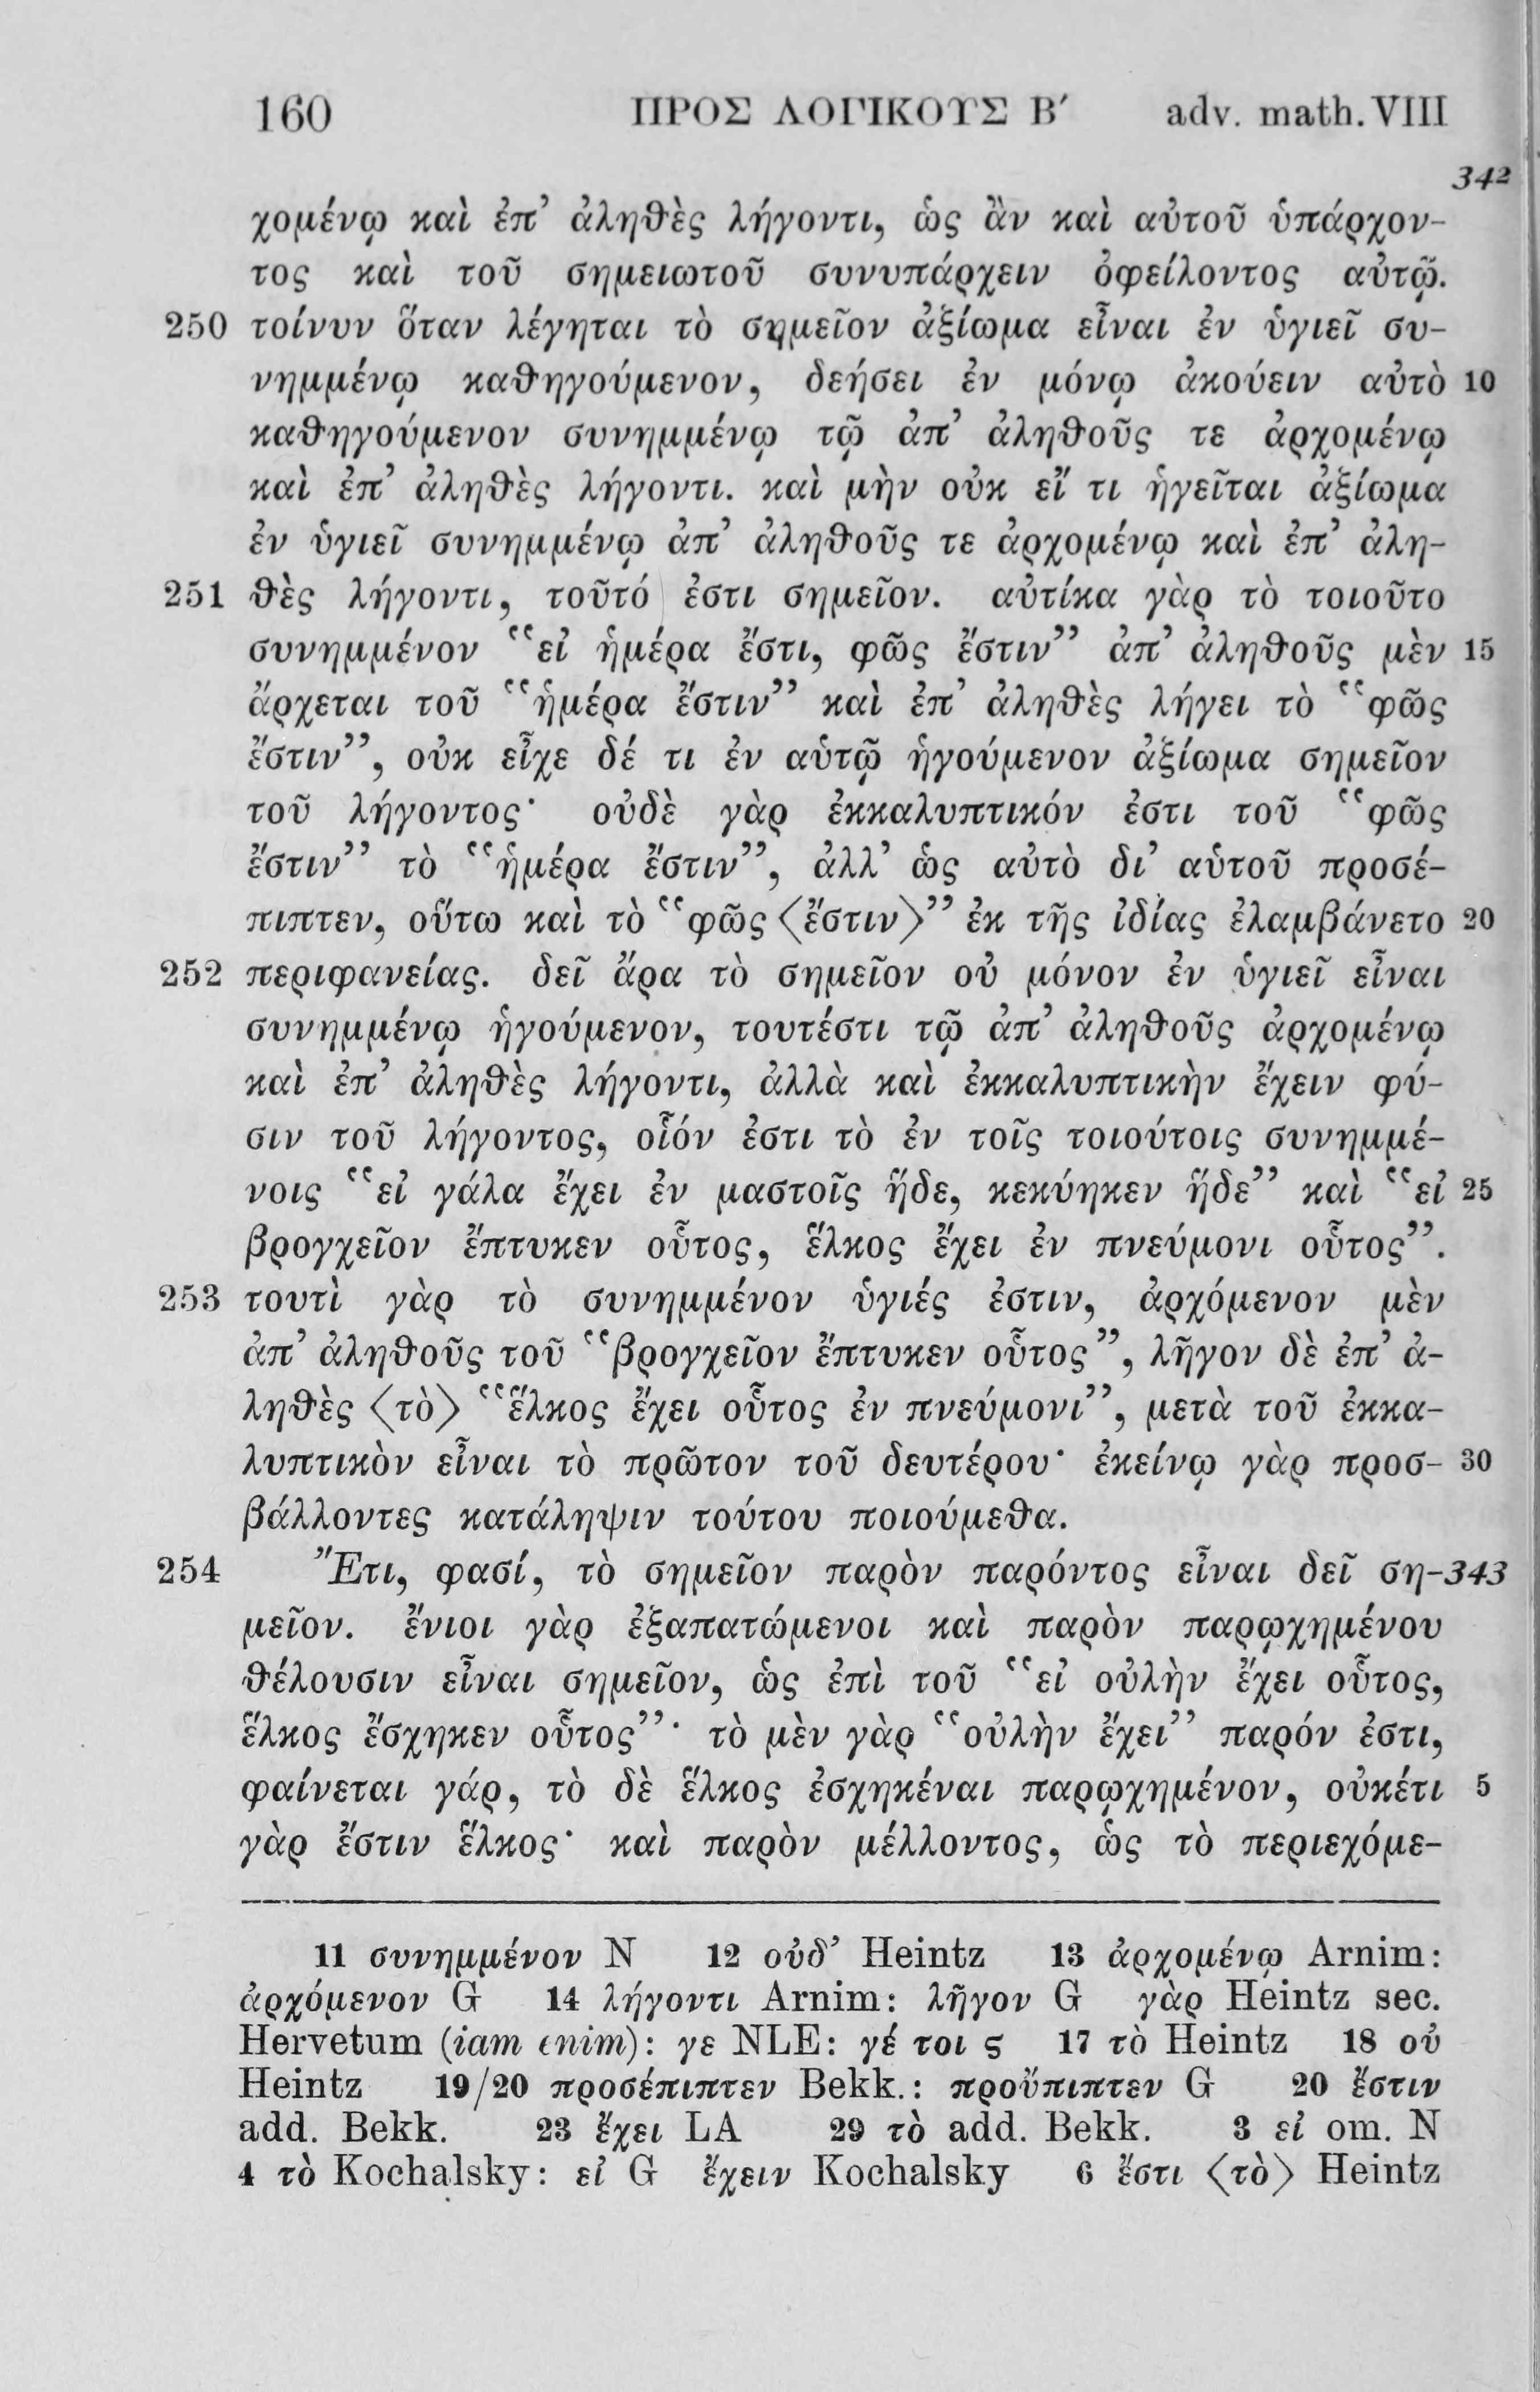 160 ΠΡΟΣ ΛΟΓΙΚΟΥΣ Β′ adv. math. VIII
342
χομένῳ καὶ ἐπ’ ἀληθὲς λήγοντι, ὡς ἂν καὶ αὐτοῦ ὑπάρχον-
τος καὶ τοῦ σημειωτοῦ συνυπάρχειν ὀφείλοντος αὐτῷ.
250 τοίνυν ὅταν λέγηται τὸ σημεῖον ἀξίωμα εἶναι ἐν ὑγιεῖ συ-
νημμένῳ καθηγούμενον, δεήσει ἐν μόνῳ ἀκούειν αὐτὸ 10
καθηγούμενον συνημμένῳ τῷ ἀπ’ ἀληθοῦς τε ἀρχομένῳ
καὶ ἐπ’ ἀληθὲς λήγοντι. καὶ μὴν οὐκ εἴ τι ἡγεῖται ἀξίωμα
ἐν ὑγιεῖ συνημμένῳ ἀπ’ ἀληθοῦς τε ἀρχομένῳ καὶ ἐπ’ ἀλη-
251 θὲς λήγοντι, τοῦτό ἐστι σημεῖον. αὐτίκα γὰρ τὸ τοιοῦτο
συνημμένον “εἰ ἡμέρα ἔστι, φῶς ἔστιν” ἀπ’ ἀληθοῦς μὲν 15
ἄρχεται τοῦ “ἡμέρα ἔστιν” καὶ ἐπ’ ἀληθὲς λήγει τὸ “φῶς
ἔστιν”, οὐκ εἶχε δέ τι ἐν αὑτῷ ἡγούμενον ἀξίωμα σημεῖον
τοῦ λήγοντος· οὐδὲ γὰρ ἐκκαλυπτικόν ἐστι τοῦ “φῶς
ἔστιν” τὸ “ἡμέρα ἔστιν”, ἀλλ’ ὡς αὐτὸ δι’ αὑτοῦ προσέ-
πιπτεν, οὕτω καὶ τὸ “φῶς ⟨ἔστιν⟩” ἐκ τῆς ἰδίας ἐλαμβάνετο 20
252 περιφανείας. δεῖ ἄρα τὸ σημεῖον οὐ μόνον ἐν ὑγιεῖ εἶναι
συνημμένῳ ἡγούμενον, τουτέστι τῷ ἀπ’ ἀληθοῦς ἀρχομένῳ
καὶ ἐπ’ ἀληθὲς λήγοντι, ἀλλὰ καὶ ἐκκαλυπτικὴν ἔχειν φύ-
σιν τοῦ λήγοντος, οἷόν ἐστι τὸ ἐν τοῖς τοιούτοις συνημμέ-
νοις “εἰ γάλα ἔχει ἐν μαστοῖς ἥδε, κεκύηκεν ἥδε” καὶ “εἰ 25
βρογχεῖον ἔπτυκεν οὗτος, ἕλκος ἔχει ἐν πνεύμονι οὗτος”.
253 τουτὶ γὰρ τὸ συνημμένον ὑγιές ἐστιν, ἀρχόμενον μὲν
ἀπ’ ἀληθοῦς τοῦ “βρογχεῖον ἔπτυκεν οὗτος”, λῆγον δὲ ἐπ’ ἀ-
ληθὲς ⟨τὸ⟩ “ἕλκος ἔχει οὗτος ἐν πνεύμονι”, μετὰ τοῦ ἐκκα-
λυπτικὸν εἶναι τὸ πρῶτον τοῦ δευτέρου· ἐκείνῳ γὰρ προσ- 30
βάλλοντες κατάληψιν τούτου ποιούμεθα.
254 Ἔτι, φασί, τὸ σημεῖον παρὸν παρόντος εἶναι δεῖ ση- 343
μεῖον. ἔνιοι γὰρ ἐξαπατώμενοι καὶ παρὸν παρῳχημένου
θέλουσιν εἶναι σημεῖον, ὡς ἐπὶ τοῦ “εἰ οὐλὴν ἔχει οὗτος,
ἕλκος ἔσχηκεν οὗτος”· τὸ μὲν γὰρ “οὐλὴν ἔχει” παρόν ἐστι,
φαίνεται γάρ, τὸ δὲ ἕλκος ἐσχηκέναι παρῳχημένον, οὐκέτι 5
γὰρ ἔστιν ἕλκος· καὶ παρὸν μέλλοντος, ὡς τὸ περιεχόμε-
11 συνημμένον N 12 οὐδ’ Heintz 13 ἀρχομένῳ Arnim:
ἀρχόμενον G 14 λήγοντι Arnim: λῆγον G γὰρ Heintz sec.
Hervetum (iam enim): γε NLE: γέ τοι ς 17 τὸ Heintz 18 οὐ
Heintz 19/20 προσέπιπτεν Bekk.: προὔπιπτεν G 20 ἔστιν
add. Bekk. 23 ἔχει LA 29 τὸ add. Bekk. 3 εἰ om. N
4 τὸ Kochalsky: εἰ G ἔχειν Kochalsky 6 ἔστι ⟨τὸ⟩ Heintz